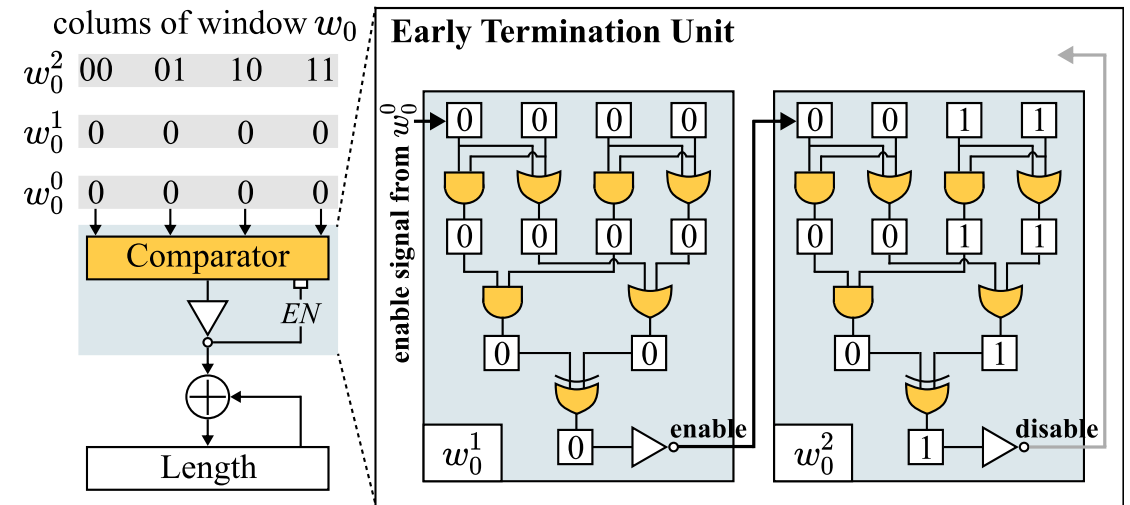 colums of window w₀
w₀² 00 01 10 11
w₀¹ 0 0 0 0
w₀⁰ 0 0 0 0
Comparator
EN
Length
Early Termination Unit
enable signal from w₀⁰
0 0 0 0
0 0 0 0
0 0
0
enable
w₀¹
0 0 1 1
0 0 1 1
0 1
1
disable
w₀²